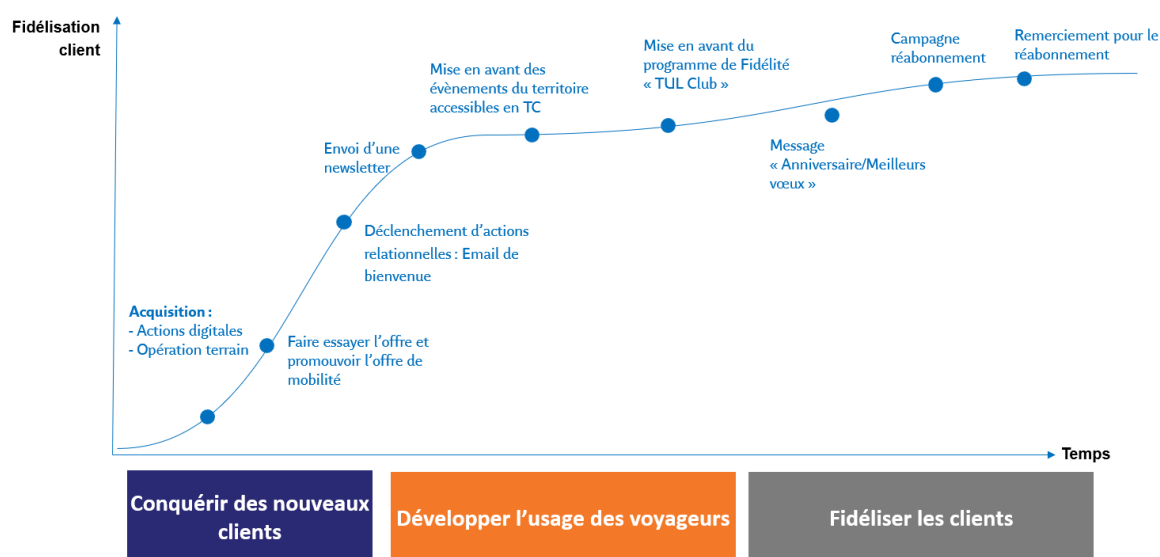 Fidélisation
client
Acquisition :
- Actions digitales
- Opération terrain
Faire essayer l’offre et
promouvoir l’offre de
mobilité
Déclenchement d’actions
relationnelles : Email de
bienvenue
Envoi d’une
newsletter
Mise en avant des
évènements du territoire
accessibles en TC
Mise en avant du
programme de Fidélité
« TUL Club »
Message
« Anniversaire/Meilleurs
vœux »
Campagne
réabonnement
Remerciement pour le
réabonnement
Temps
Conquérir des nouveaux
clients
Développer l’usage des voyageurs
Fidéliser les clients